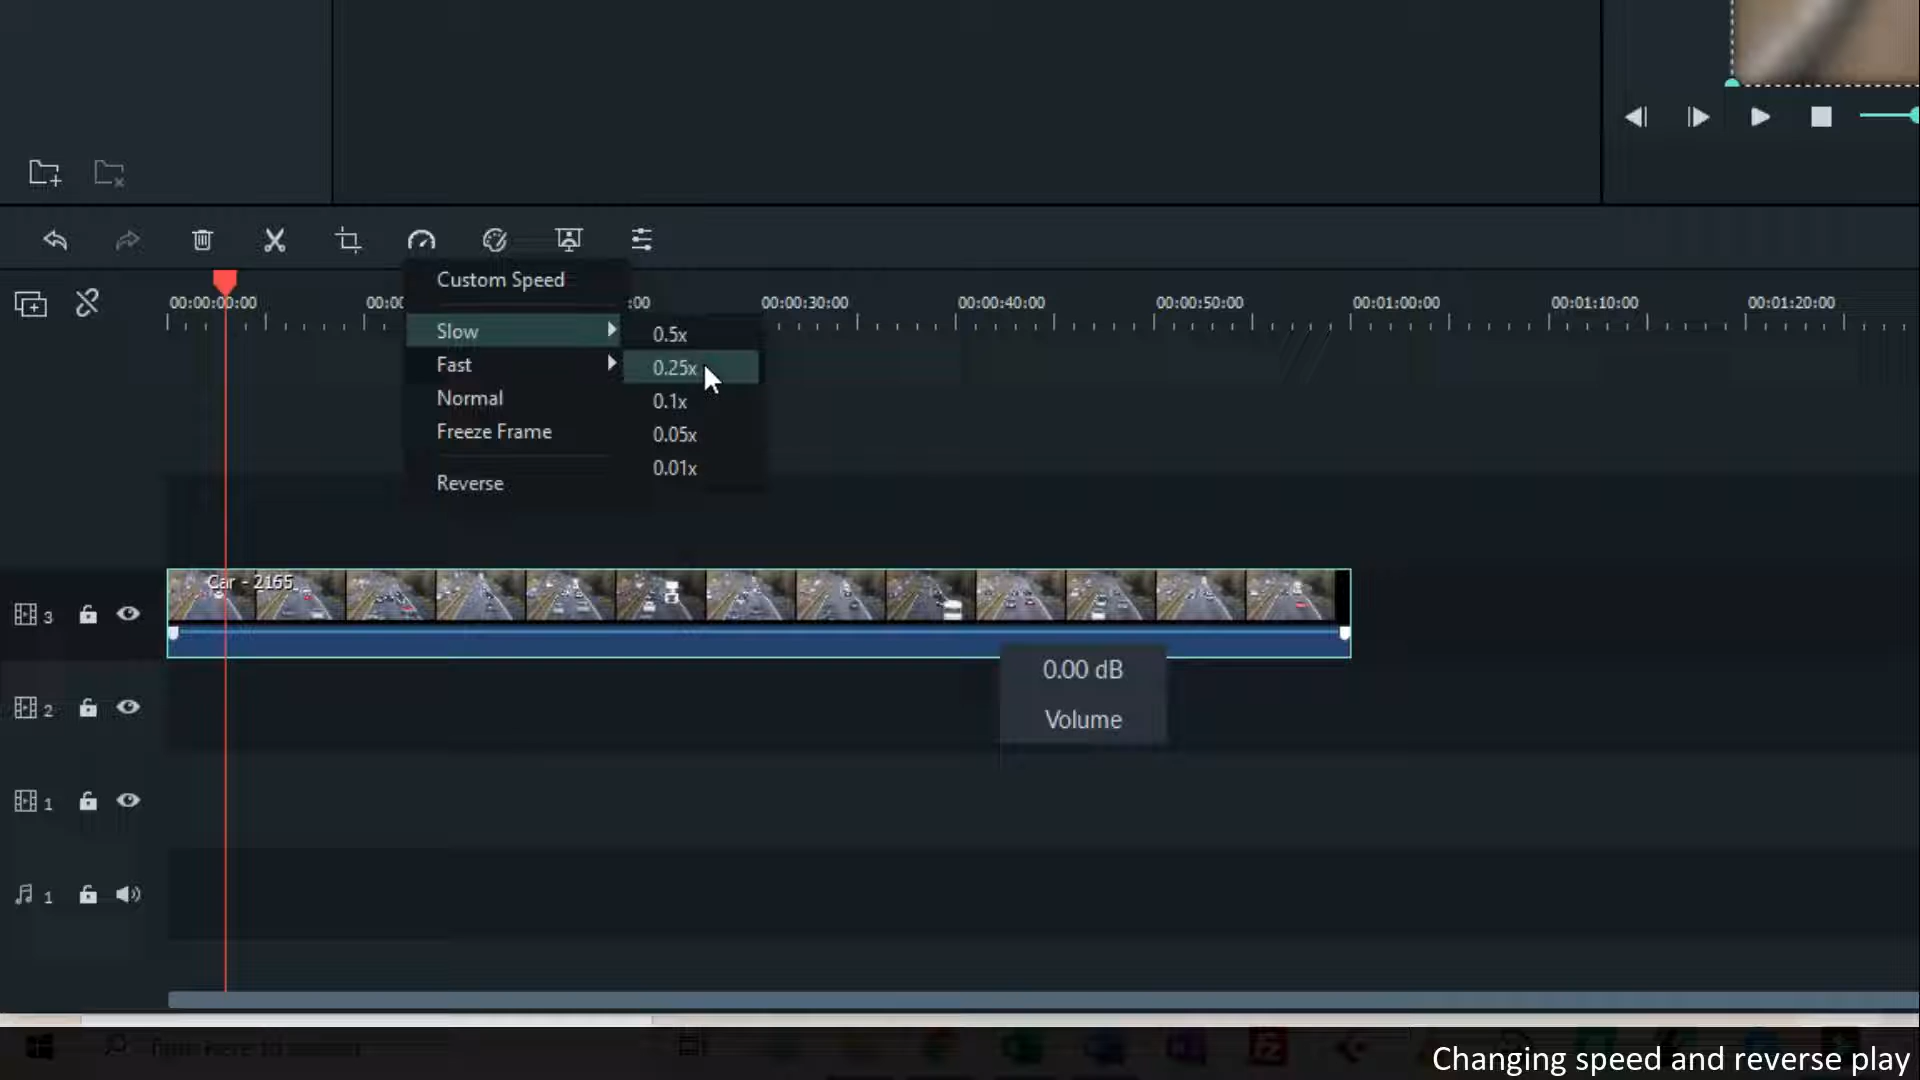 Custom Speed
00:00:00:00
00:00
:00
00:00:30:00
00:00:40:00
00:00:50:00
00:01:00:00
00:01:10:00
00:01:20:00
Slow
0.5x
Fast
0.25x
Normal
0.1x
Freeze Frame
0.05x
0.01x
Reverse
Car - 2165
3
0.00 dB
2
Volume
1
1
Changing speed and reverse play